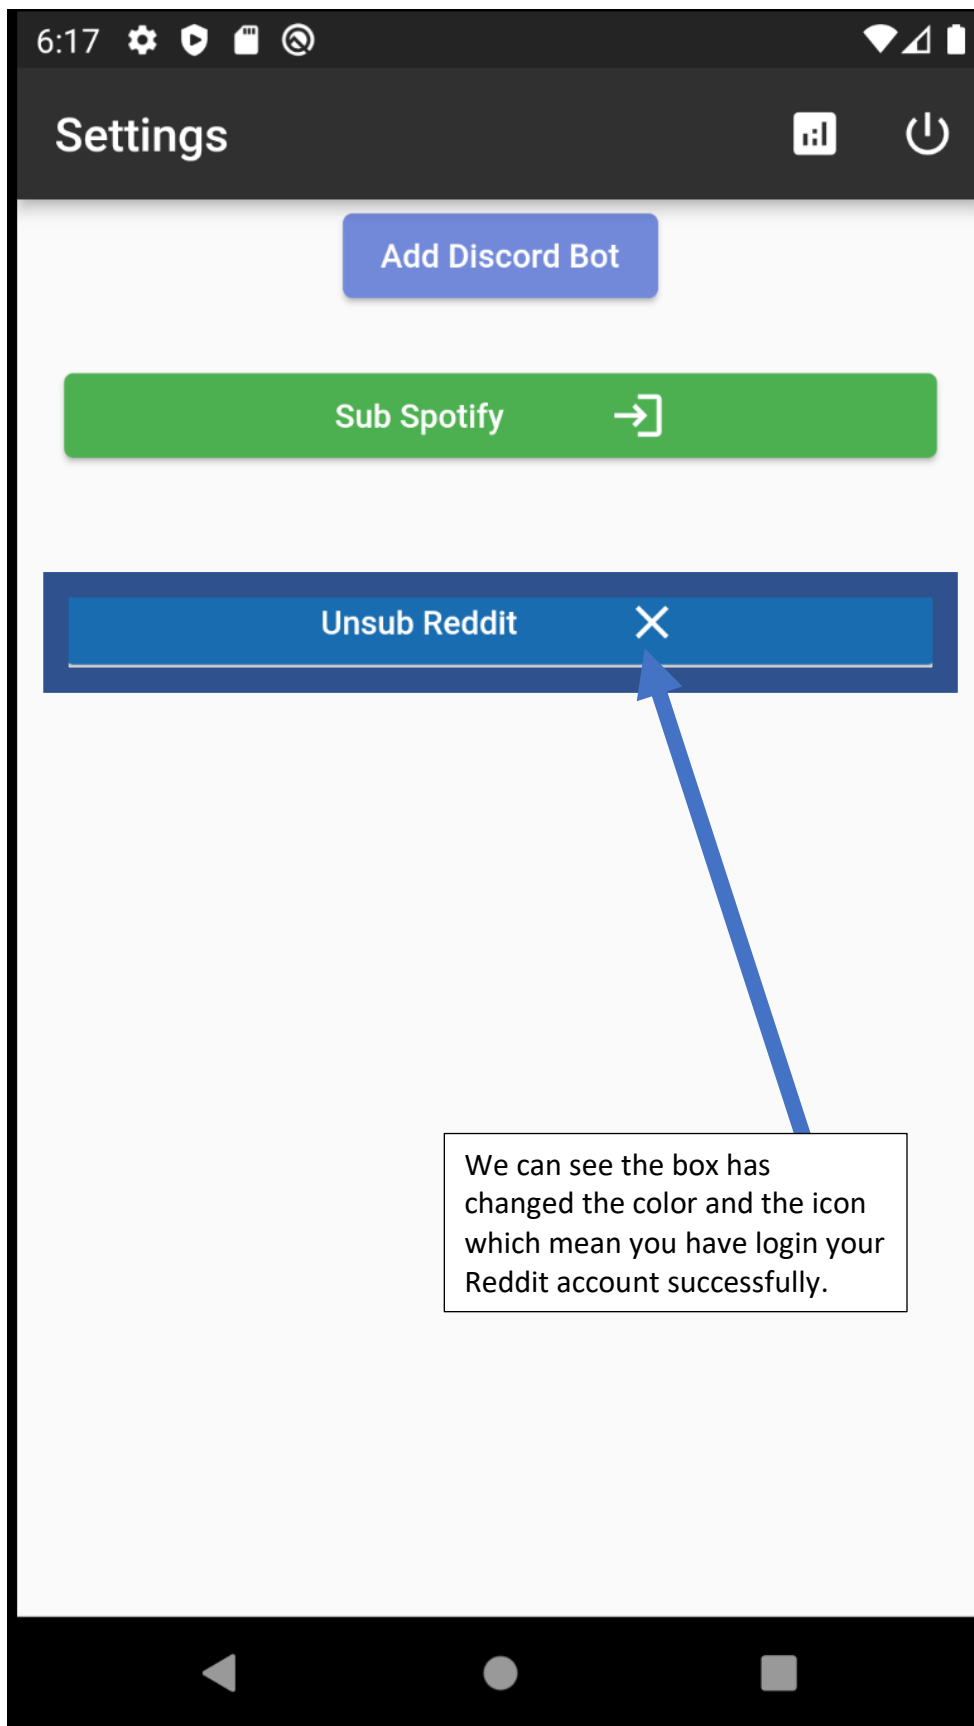 6:17
Settings
Add Discord Bot
Sub Spotify
Unsub Reddit
We can see the box has
changed the color and the icon
which mean you have login your
Reddit account successfully.